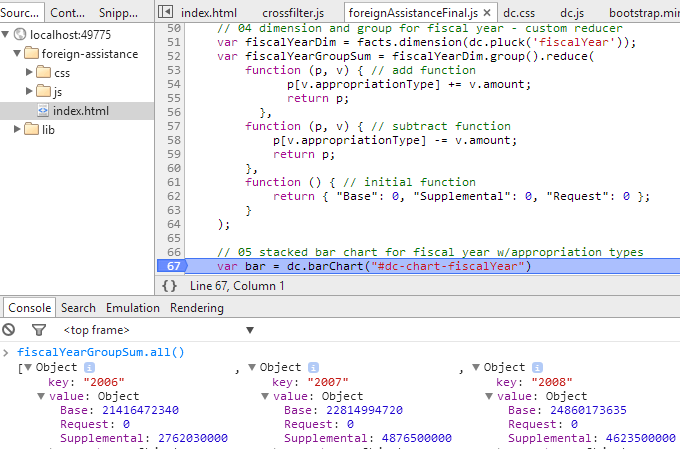 Sourc... Cont... Snipp...
index.html crossfilter.js foreignAssistanceFinal.js × dc.css dc.js bootstrap.min
localhost:49775
foreign-assistance
css
js
index.html
lib
50 // 04 dimension and group for fiscal year - custom reducer
51 var fiscalYearDim = facts.dimension(dc.pluck('fiscalYear'));
52 var fiscalYearGroupSum = fiscalYearDim.group().reduce(
53 function (p, v) { // add function
54 p[v.appropriationType] += v.amount;
55 return p;
56 },
57 function (p, v) { // subtract function
58 p[v.appropriationType] -= v.amount;
59 return p;
60 },
61 function () { // initial function
62 return { "Base": 0, "Supplemental": 0, "Request": 0 };
63 }
64 );
65
66 // 05 stacked bar chart for fiscal year w/appropriation types
67 var bar = dc.barChart("#dc-chart-fiscalYear")
{} Line 67, Column 1
Console Search Emulation Rendering
<top frame>
> fiscalYearGroupSum.all()
[ Object i , Object i , Object i
key: "2006" key: "2007" key: "2008"
value: Object value: Object value: Object
Base: 21416472340 Base: 22814994720 Base: 24860173635
Request: 0 Request: 0 Request: 0
Supplemental: 2762030000 Supplemental: 4876500000 Supplemental: 4623500000